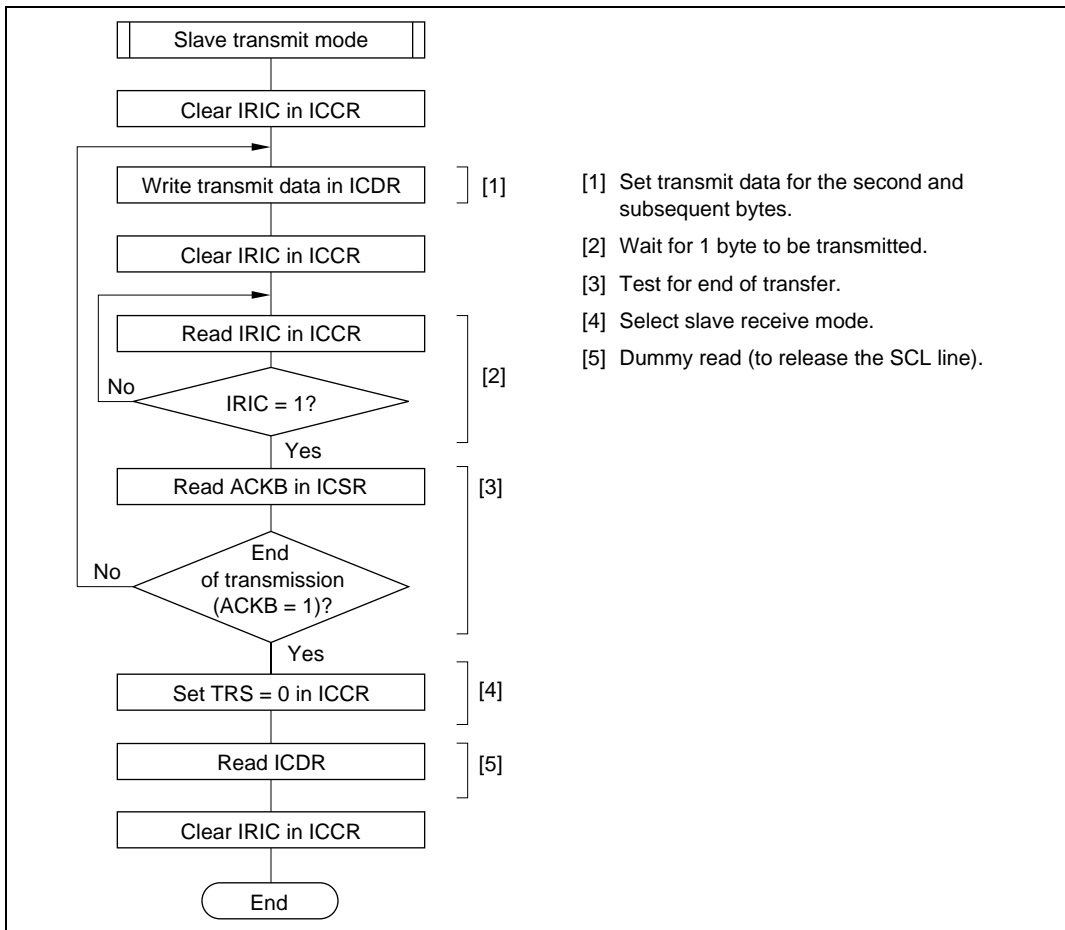 Slave transmit mode
Clear IRIC in ICCR
Write transmit data in ICDR
[1]
Clear IRIC in ICCR
Read IRIC in ICCR
[2]
No
IRIC = 1?
Yes
Read ACKB in ICSR
[3]
No
End
of transmission
(ACKB = 1)?
Yes
Set TRS = 0 in ICCR
[4]
Read ICDR
[5]
Clear IRIC in ICCR
End
[1] Set transmit data for the second and
subsequent bytes.
[2] Wait for 1 byte to be transmitted.
[3] Test for end of transfer.
[4] Select slave receive mode.
[5] Dummy read (to release the SCL line).